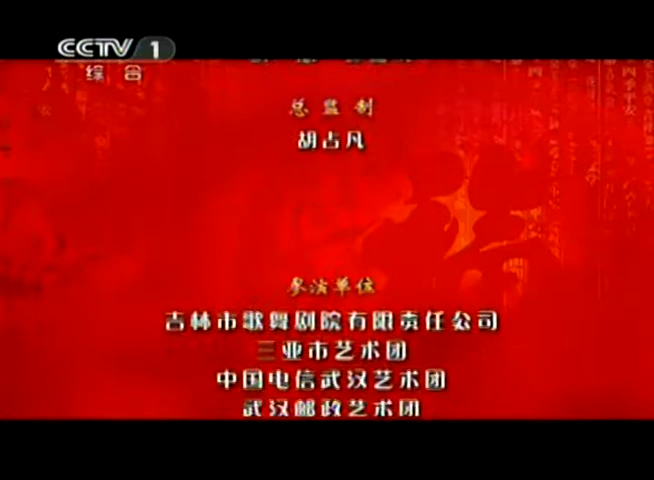 CCTV 1
综合
总监制
胡占凡
参演单位
吉林市歌舞剧院有限责任公司
三亚市艺术团
中国电信武汉艺术团
武汉邮政艺术团